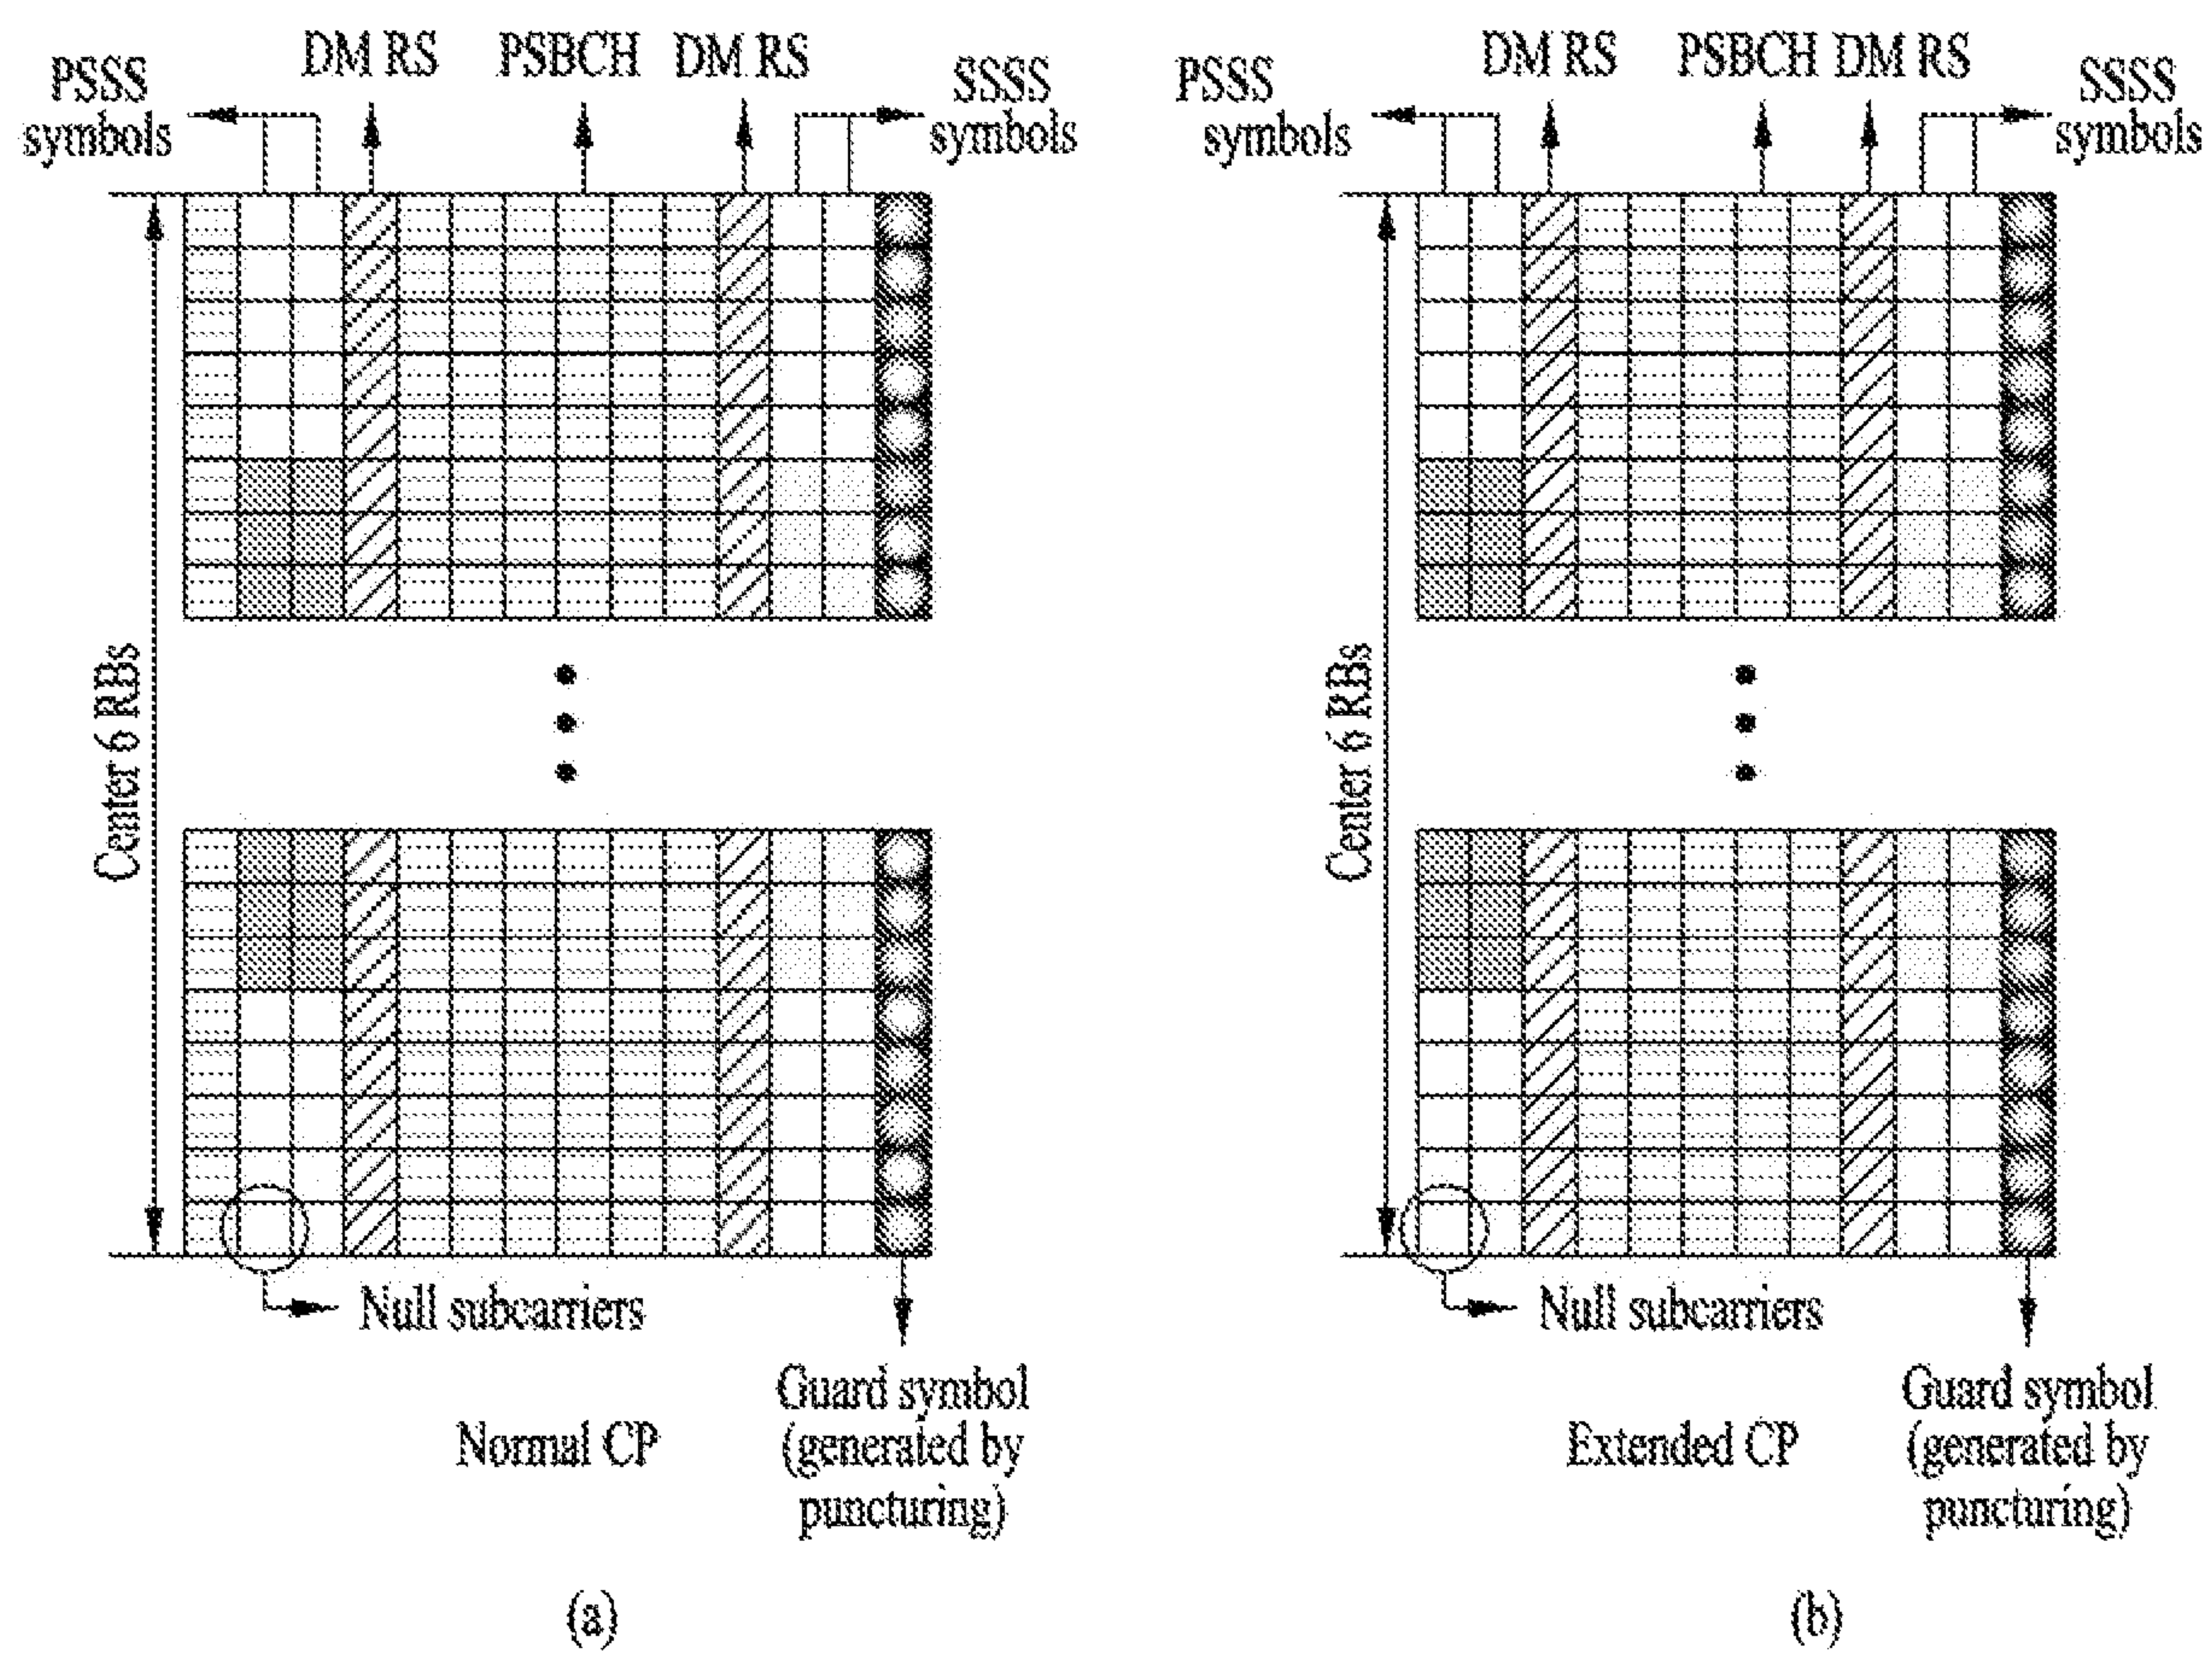 PSSS
symbols
DM RS
PSBCH
DM RS
SSSS
symbols
Center 6 RBs
Null subcarriers
Guard symbol
(generated by
puncturing)
Normal CP
(a)
PSSS
symbols
DM RS
PSBCH
DM RS
SSSS
symbols
Center 6 RBs
Null subcarriers
Guard symbol
(generated by
puncturing)
Extended CP
(b)